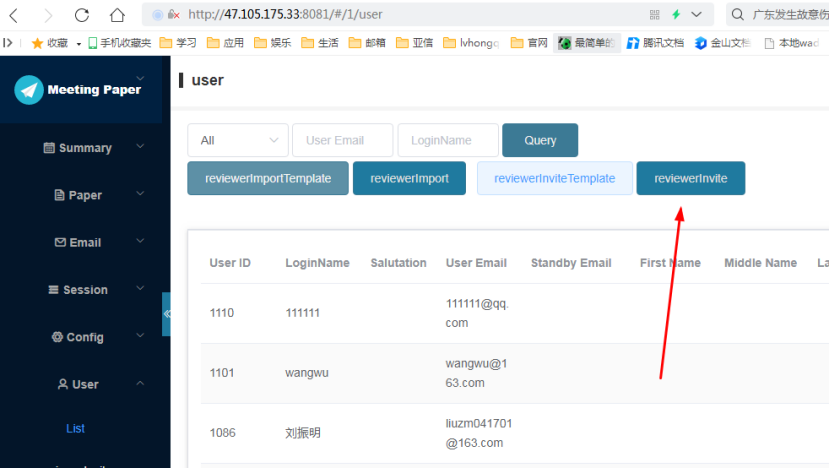 http://47.105.175.33:8081/#/1/user
广东发生故意伤
收藏 手机收藏夹 学习 应用 娱乐 生活 邮箱 亚信 lvhong 官网 最简单的 腾讯文档 金山文档 本地wad
Meeting Paper
user
All User Email LoginName Query
reviewerImportTemplate reviewerImport reviewerInviteTemplate reviewerInvite
Summary
Paper
Email
Session
Config
User
List
User ID LoginName Salutation User Email Standby Email First Name Middle Name La
1110 111111 111111@qq.
com
1101 wangwu wangwu@1
63.com
1086 刘振明 liuzm041701
@163.com